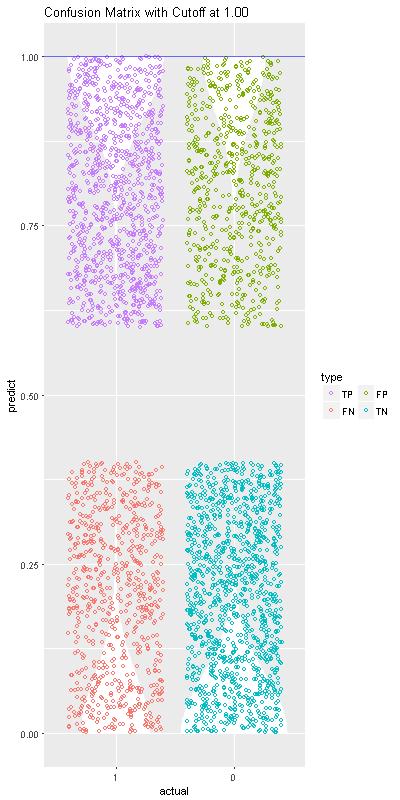 Confusion Matrix with Cutoff at 1.00
1.00
0.75
0.50
0.25
0.00
predict
1 0
actual
type
TP FP
FN TN